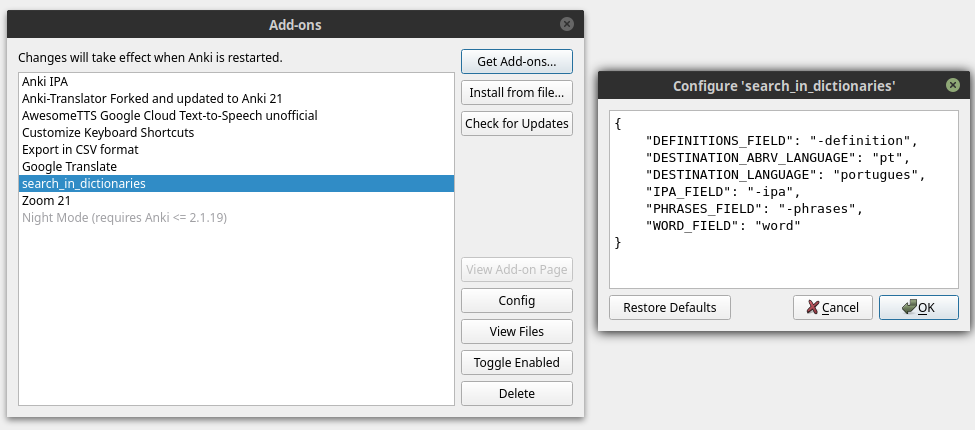 Add-ons
Changes will take effect when Anki is restarted.
Anki IPA
Anki-Translator Forked and updated to Anki 21
AwesomeTTS Google Cloud Text-to-Speech unofficial
Customize Keyboard Shortcuts
Export in CSV format
Google Translate
search_in_dictionaries
Zoom 21
Night Mode (requires Anki <= 2.1.19)
Get Add-ons...
Install from file...
Check for Updates
View Add-on Page
Config
View Files
Toggle Enabled
Delete
Configure 'search_in_dictionaries'
{
    "DEFINITIONS_FIELD": "-definition",
    "DESTINATION_ABRV_LANGUAGE": "pt",
    "DESTINATION_LANGUAGE": "portugues",
    "IPA_FIELD": "-ipa",
    "PHRASES_FIELD": "-phrases",
    "WORD_FIELD": "word"
}
Restore Defaults
Cancel
OK